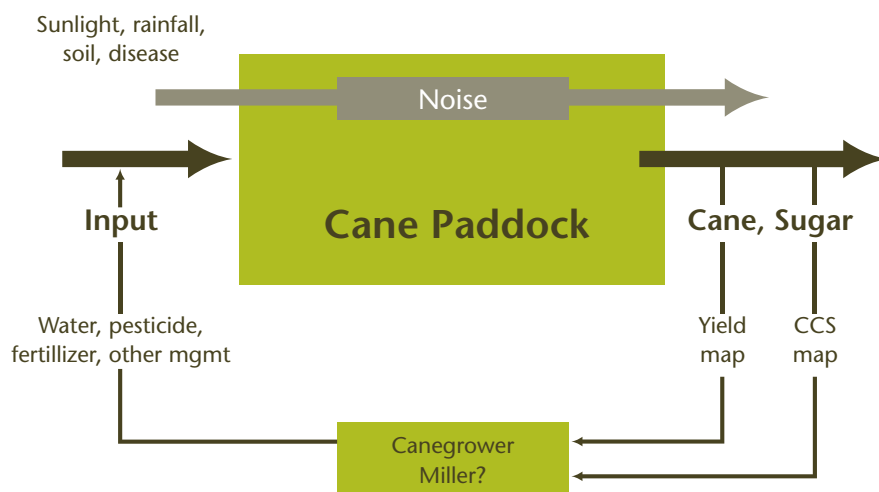 Sunlight, rainfall,
soil, disease
Noise
Input
Cane Paddock
Cane, Sugar
Water, pesticide,
fertillizer, other mgmt
Yield
map
CCS
map
Canegrower
Miller?